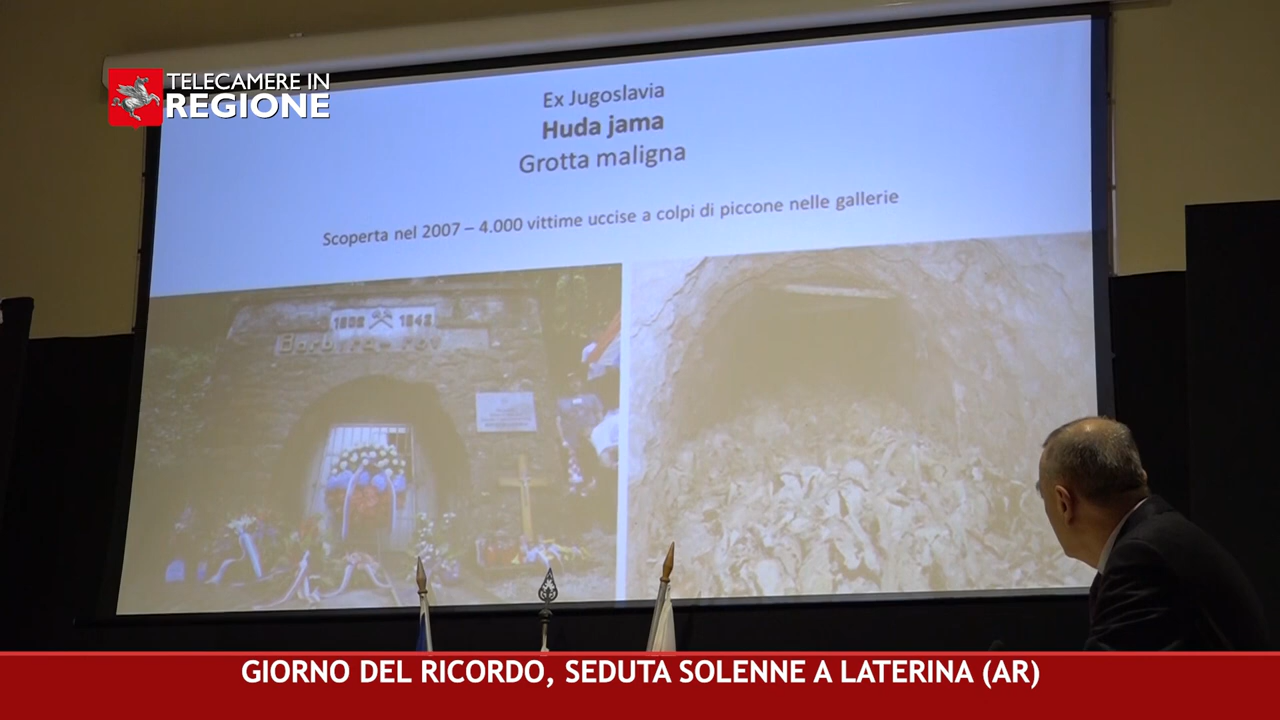 TELECAMERE IN
REGIONE
Ex Jugoslavia
Huda jama
Grotta maligna
Scoperta nel 2007 – 4.000 vittime uccise a colpi di piccone nelle gallerie
GIORNO DEL RICORDO, SEDUTA SOLENNE A LATERINA (AR)